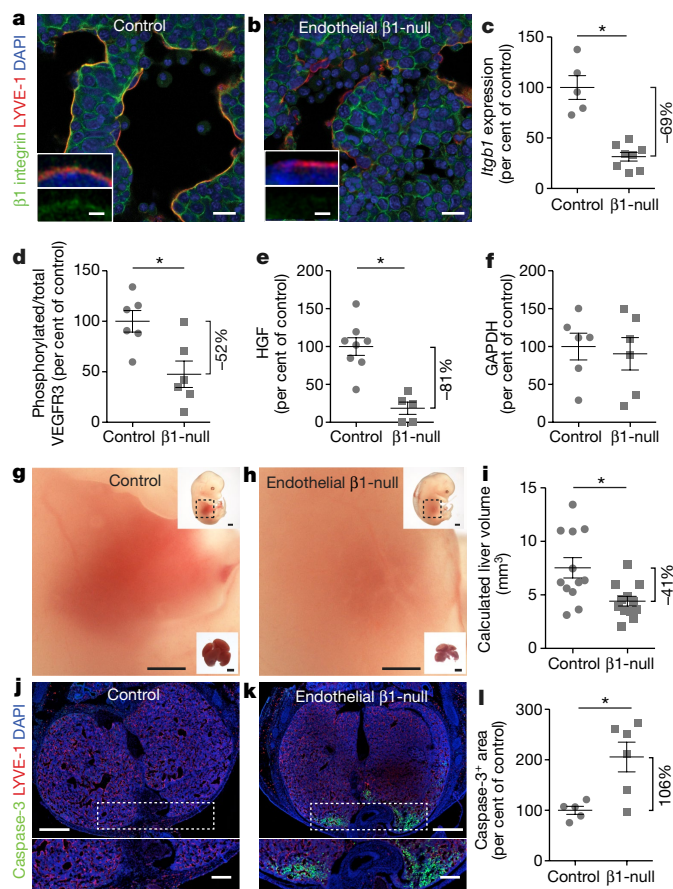 a
Control
β1 integrin LYVE-1 DAPI
b
Endothelial β1-null
c
Itgb1 expression
(per cent of control)
150
100
50
0
*
–69%
Control β1-null
d
Phosphorylated/total
VEGFR3 (per cent of control)
150
100
50
0
*
–52%
Control β1-null
e
HGF
(per cent of control)
200
150
100
50
0
*
–81%
Control β1-null
f
GAPDH
(per cent of control)
200
150
100
50
0
Control β1-null
g
Control
h
Endothelial β1-null
i
Calculated liver volume
(mm³)
15
10
5
0
*
–41%
Control β1-null
j
Control
Caspase-3 LYVE-1 DAPI
k
Endothelial β1-null
l
Caspase-3⁺ area
(per cent of control)
300
200
100
0
*
106%
Control β1-null